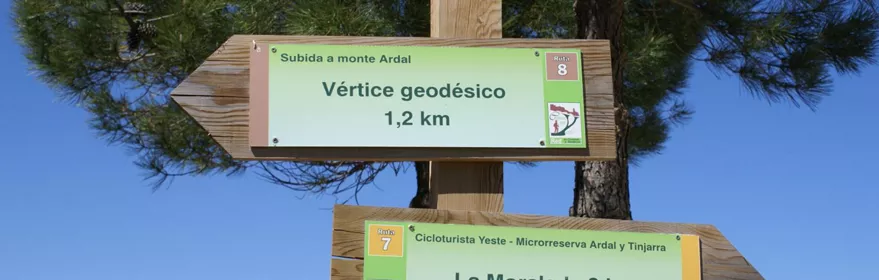 Subida a monte Ardal
Ruta
8
Vértice geodésico
1,2 km
Ruta
7
Cicloturista Yeste - Microrreserva Ardal y Tinjarra